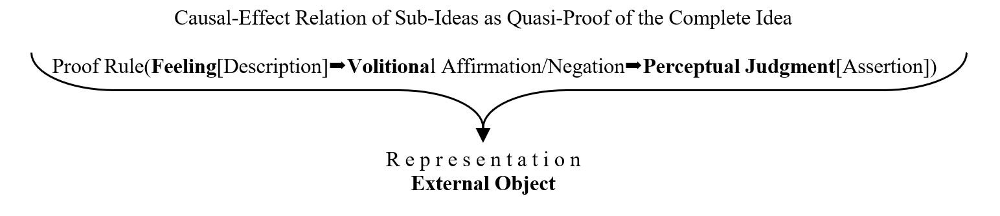 Causal-Effect Relation of Sub-Ideas as Quasi-Proof of the Complete Idea
Proof Rule(Feeling[Description]➡Volitional Affirmation/Negation➡Perceptual Judgment[Assertion])
Representation
External Object